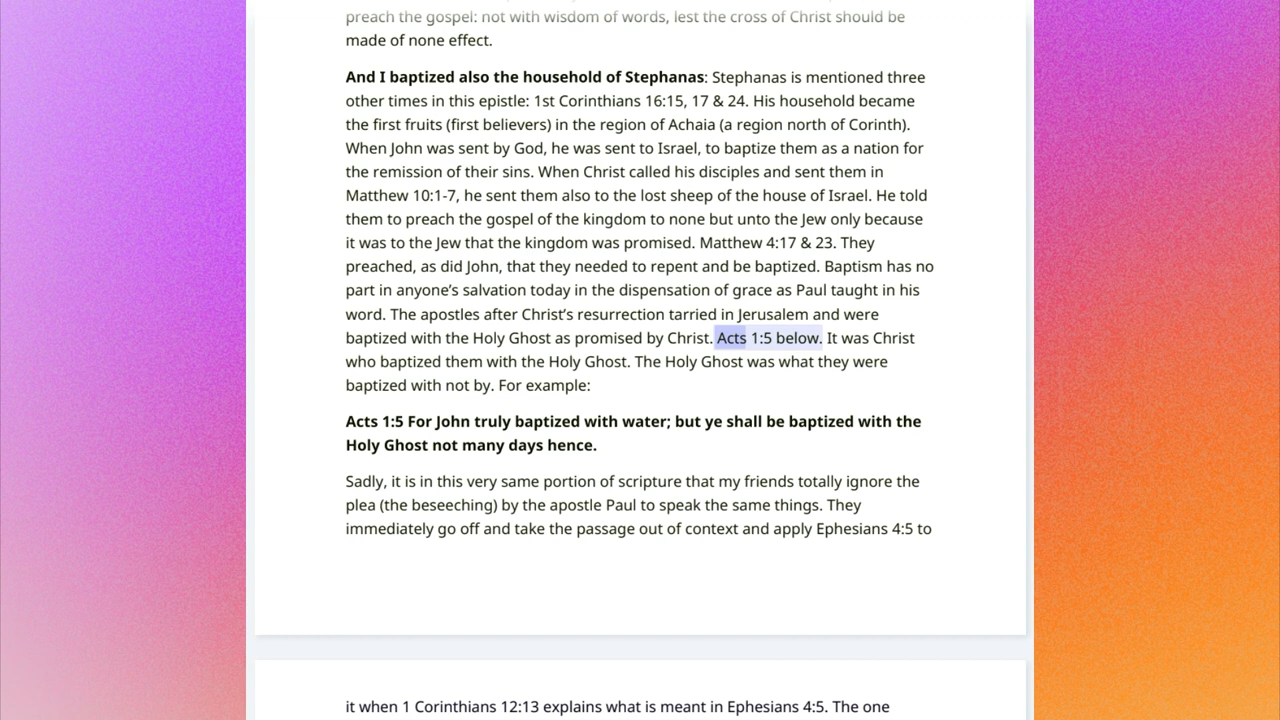 preach the gospel: not with wisdom of words, lest the cross of Christ should be
made of none effect.
And I baptized also the household of Stephanas: Stephanas is mentioned three
other times in this epistle: 1st Corinthians 16:15, 17 & 24. His household became
the first fruits (first believers) in the region of Achaia (a region north of Corinth).
When John was sent by God, he was sent to Israel, to baptize them as a nation for
the remission of their sins. When Christ called his disciples and sent them in
Matthew 10:1-7, he sent them also to the lost sheep of the house of Israel. He told
them to preach the gospel of the kingdom to none but unto the Jew only because
it was to the Jew that the kingdom was promised. Matthew 4:17 & 23. They
preached, as did John, that they needed to repent and be baptized. Baptism has no
part in anyone’s salvation today in the dispensation of grace as Paul taught in his
word. The apostles after Christ’s resurrection tarried in Jerusalem and were
baptized with the Holy Ghost as promised by Christ. Acts 1:5 below. It was Christ
who baptized them with the Holy Ghost. The Holy Ghost was what they were
baptized with not by. For example:
Acts 1:5 For John truly baptized with water; but ye shall be baptized with the
Holy Ghost not many days hence.
Sadly, it is in this very same portion of scripture that my friends totally ignore the
plea (the beseeching) by the apostle Paul to speak the same things. They
immediately go off and take the passage out of context and apply Ephesians 4:5 to
it when 1 Corinthians 12:13 explains what is meant in Ephesians 4:5. The one